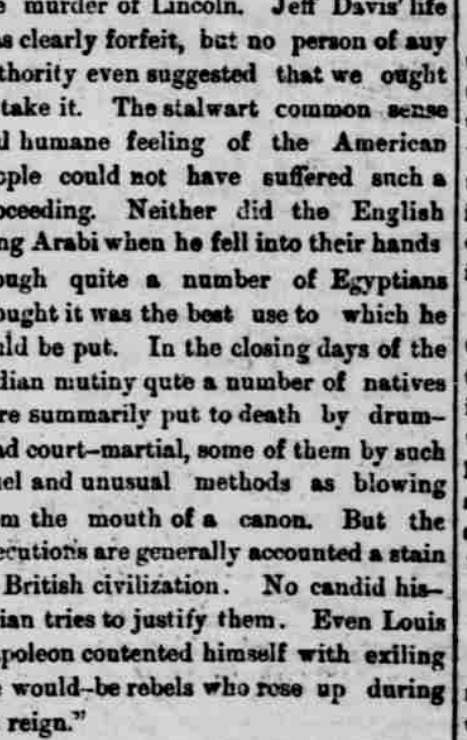 murder of Lincoln. Jeff Davis' life
s clearly forfeit, but no person of any
thority even suggested that we ought
take it. The stalwart common sense
d humane feeling of the American
ople could not have suffered such a
oceeding. Neither did the English
ng Arabi when he fell into their hands
ough quite a number of Egyptians
ought it was the best use to which he
uld be put. In the closing days of the
dian mutiny qute a number of natives
re summarily put to death by drum-
ad court-martial, some of them by such
uel and unusual methods as blowing
m the mouth of a canon. But the
ecutions are generally accounted a stain
British civilization. No candid his-
ian tries to justify them. Even Louis
poleon contented himself with exiling
e would-be rebels who rose up during
reign."